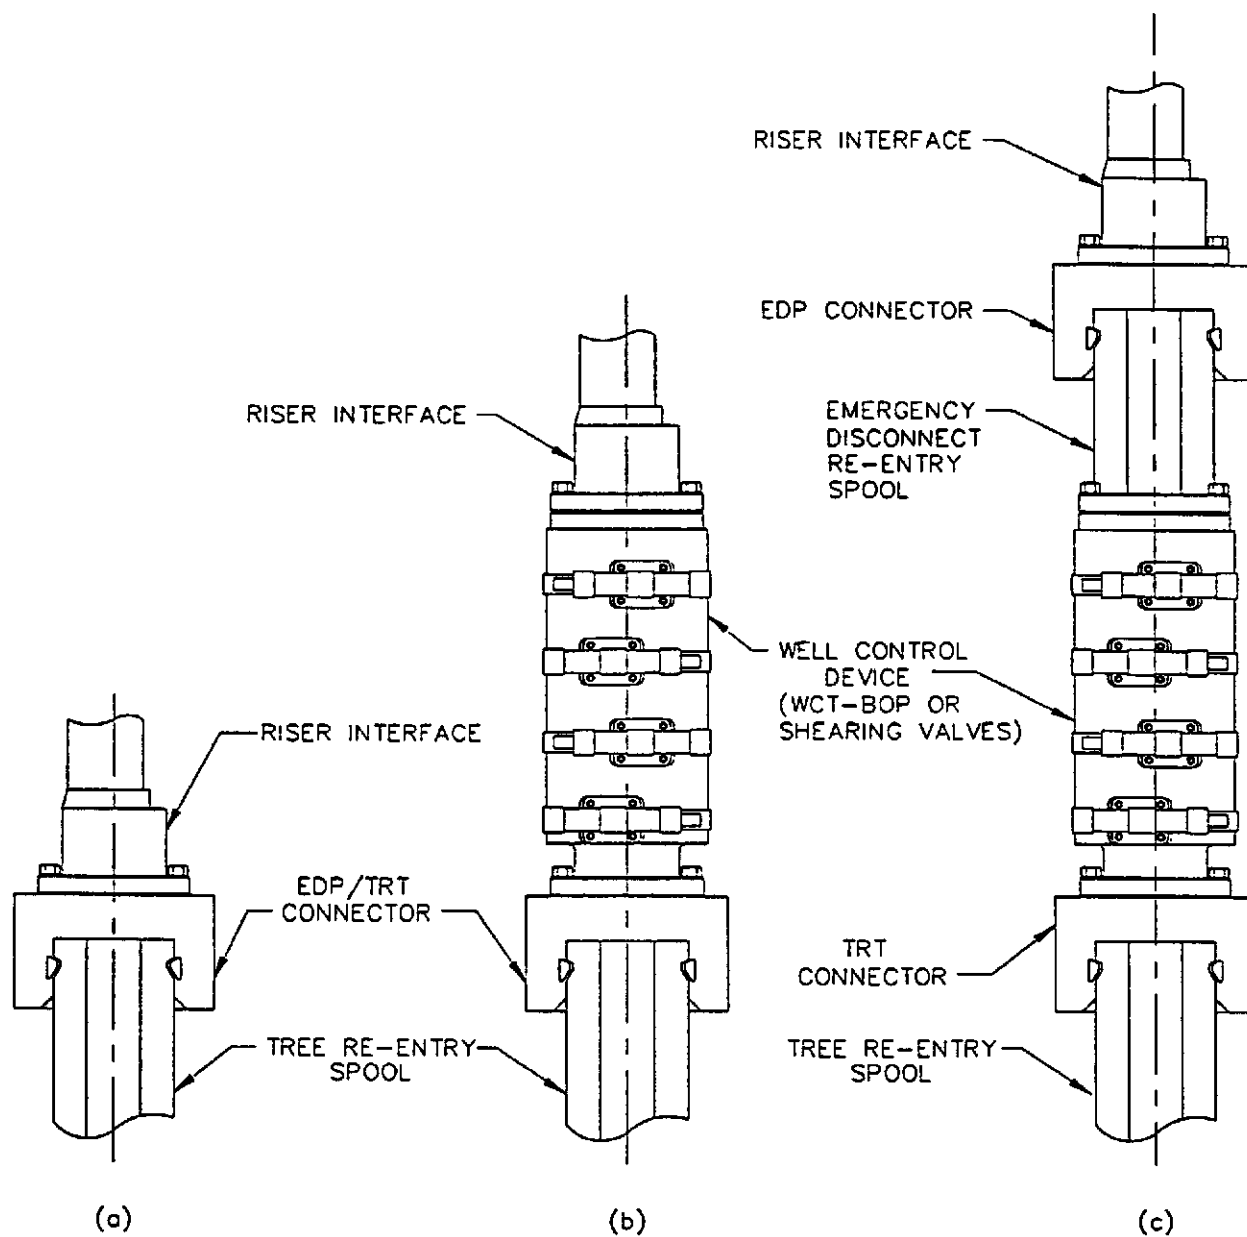 RISER INTERFACE
EDP CONNECTOR
EMERGENCY
DISCONNECT
RE-ENTRY
SPOOL
RISER INTERFACE
WELL CONTROL
DEVICE
(WCT-BOP OR
SHEARING VALVES)
RISER INTERFACE
EDP/TRT
CONNECTOR
TRT
CONNECTOR
TREE RE-ENTRY
SPOOL
TREE RE-ENTRY
SPOOL
(a)
(b)
(c)